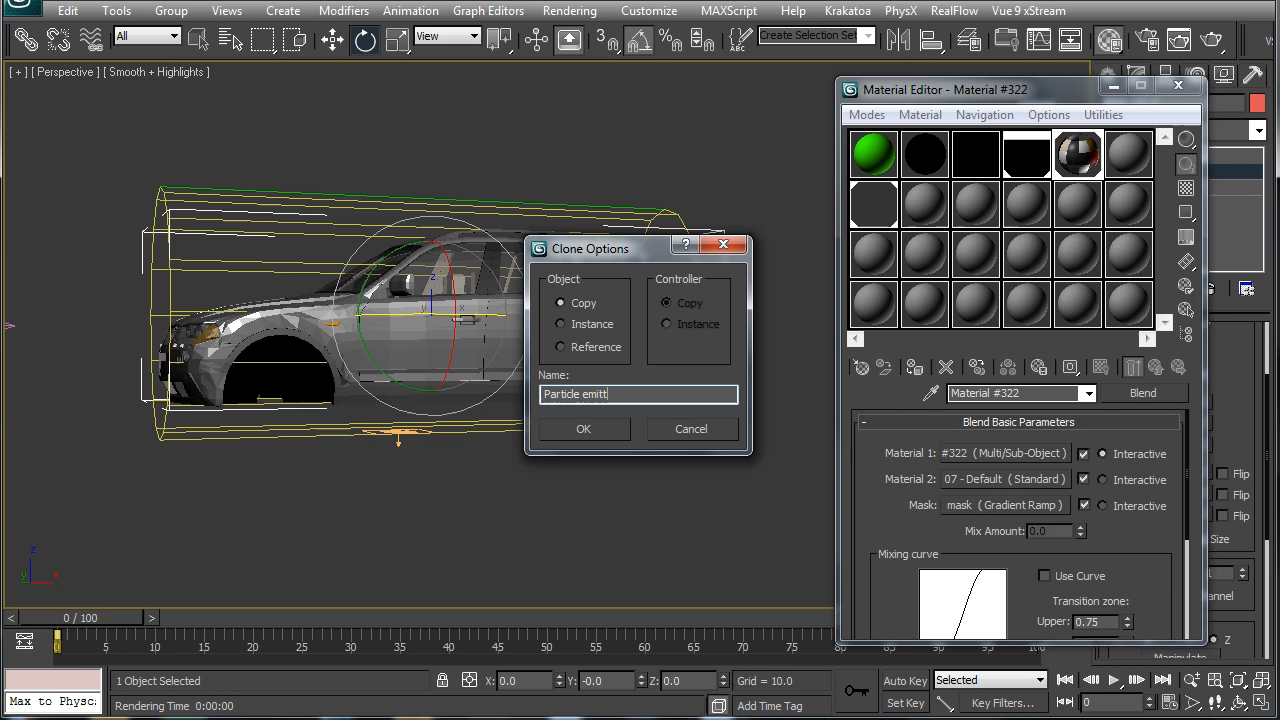 Edit Tools Group Views Create Modifiers Animation Graph Editors Rendering Customize MAXScript Help Krakatoa PhysX RealFlow Vue 9 xStream
All
View
3
Create Selection Set
[ + ] [ Perspective ] [ Smooth + Highlights ]
Material Editor - Material #322
Modes Material Navigation Options Utilities
Clone Options
Object
Copy
Instance
Reference
Controller
Copy
Instance
Name:
Particle emitt
OK
Cancel
z
y
x
Material #322
Blend
- Blend Basic Parameters
Material 1: #322 ( Multi/Sub-Object ) Interactive
Material 2: 07 - Default ( Standard ) Interactive
Mask: mask ( Gradient Ramp ) Interactive
Mix Amount: 0.0
Mixing curve
Use Curve
Transition zone:
Upper: 0.75
Flip
Flip
Flip
Size
Z
z
y
x
< 0 / 100 >
0 5 10 15 20 25 30 35 40 45 50 55 60 65 70 75 80 85 90 95 100
1 Object Selected
X: 0.0 Y: -0.0 Z: 0.0
Grid = 10.0
Auto Key
Selected
Max to Physc:
Rendering Time 0:00:00
Add Time Tag
Set Key
Key Filters...
0